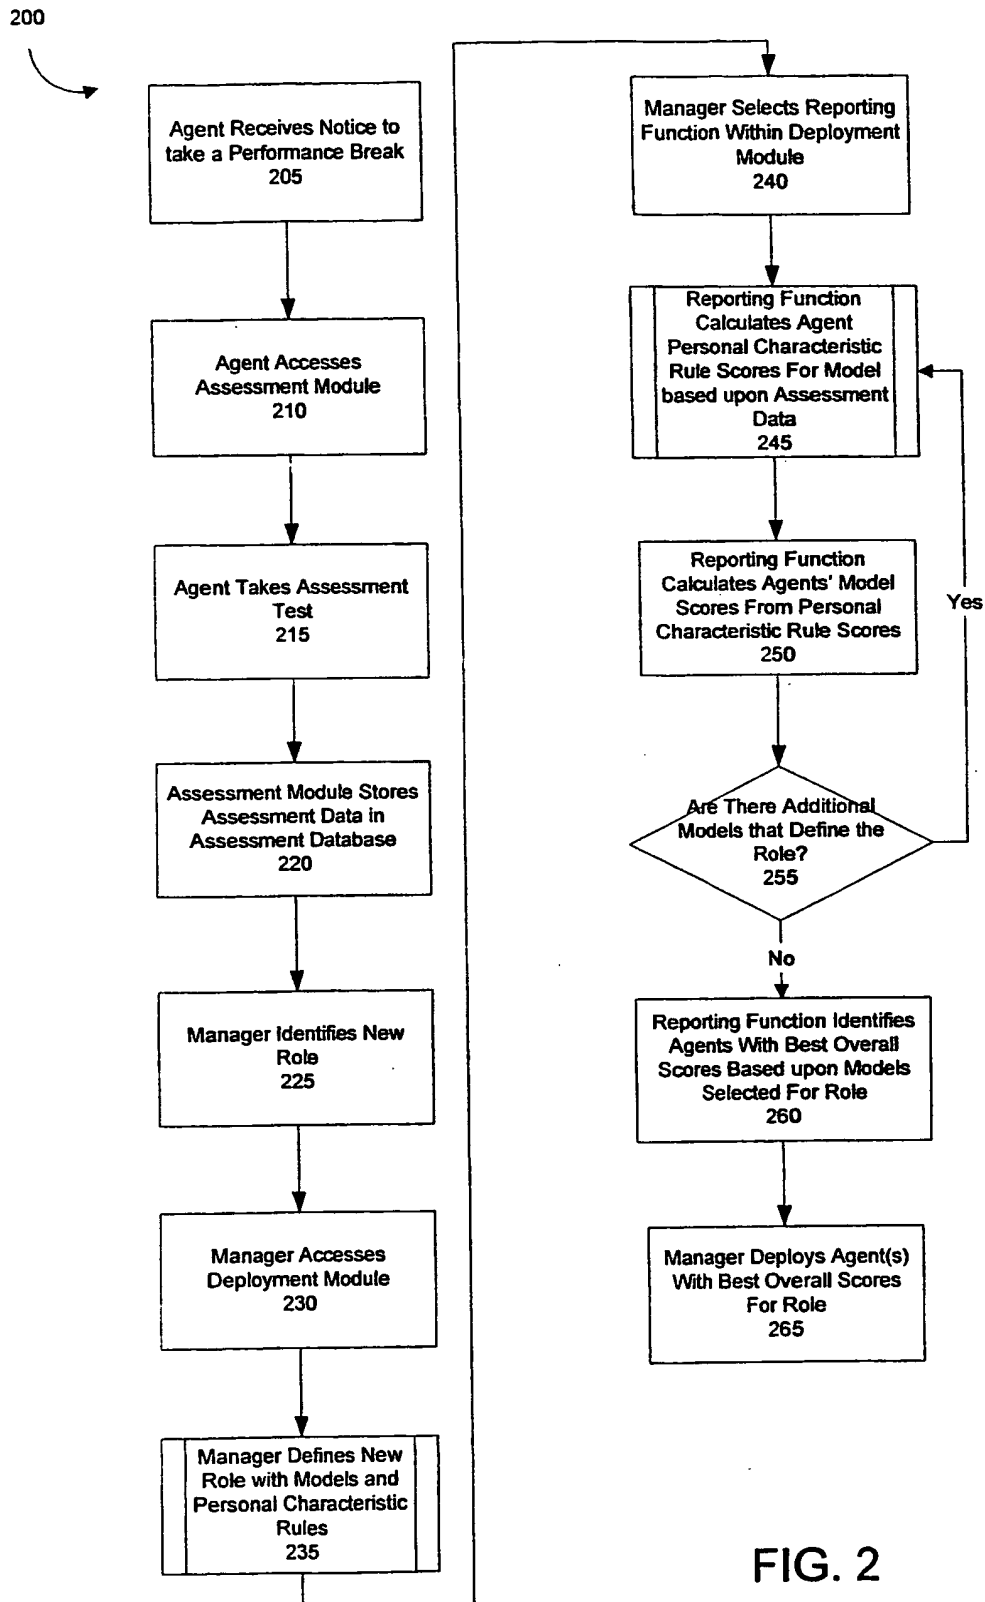 200
Agent Receives Notice to
take a Performance Break
205
Agent Accesses
Assessment Module
210
Agent Takes Assessment
Test
215
Assessment Module Stores
Assessment Data in
Assessment Database
220
Manager Identifies New
Role
225
Manager Accesses
Deployment Module
230
Manager Defines New
Role with Models and
Personal Characteristic
Rules
235
Manager Selects Reporting
Function Within Deployment
Module
240
Reporting Function
Calculates Agent
Personal Characteristic
Rule Scores For Model
based upon Assessment
Data
245
Reporting Function
Calculates Agents' Model
Scores From Personal
Characteristic Rule Scores
250
Yes
Are There Additional
Models that Define the
Role?
255
No
Reporting Function Identifies
Agents With Best Overall
Scores Based upon Models
Selected For Role
260
Manager Deploys Agent(s)
With Best Overall Scores
For Role
265
FIG. 2